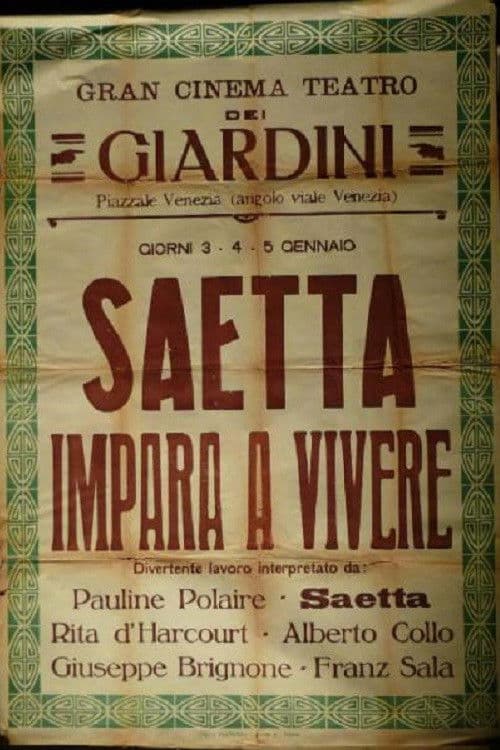 GRAN CINEMA TEATRO
DEI
GIARDINI
Piazzale Venezia (angolo viale Venezia)
GIORNI 3 - 4 - 5 GENNAIO
SAETTA
IMPARA A VIVERE
Divertente lavoro interpretato da:
Pauline Polaire · Saetta
Rita d'Harcourt · Alberto Collo
Giuseppe Brignone · Franz Sala